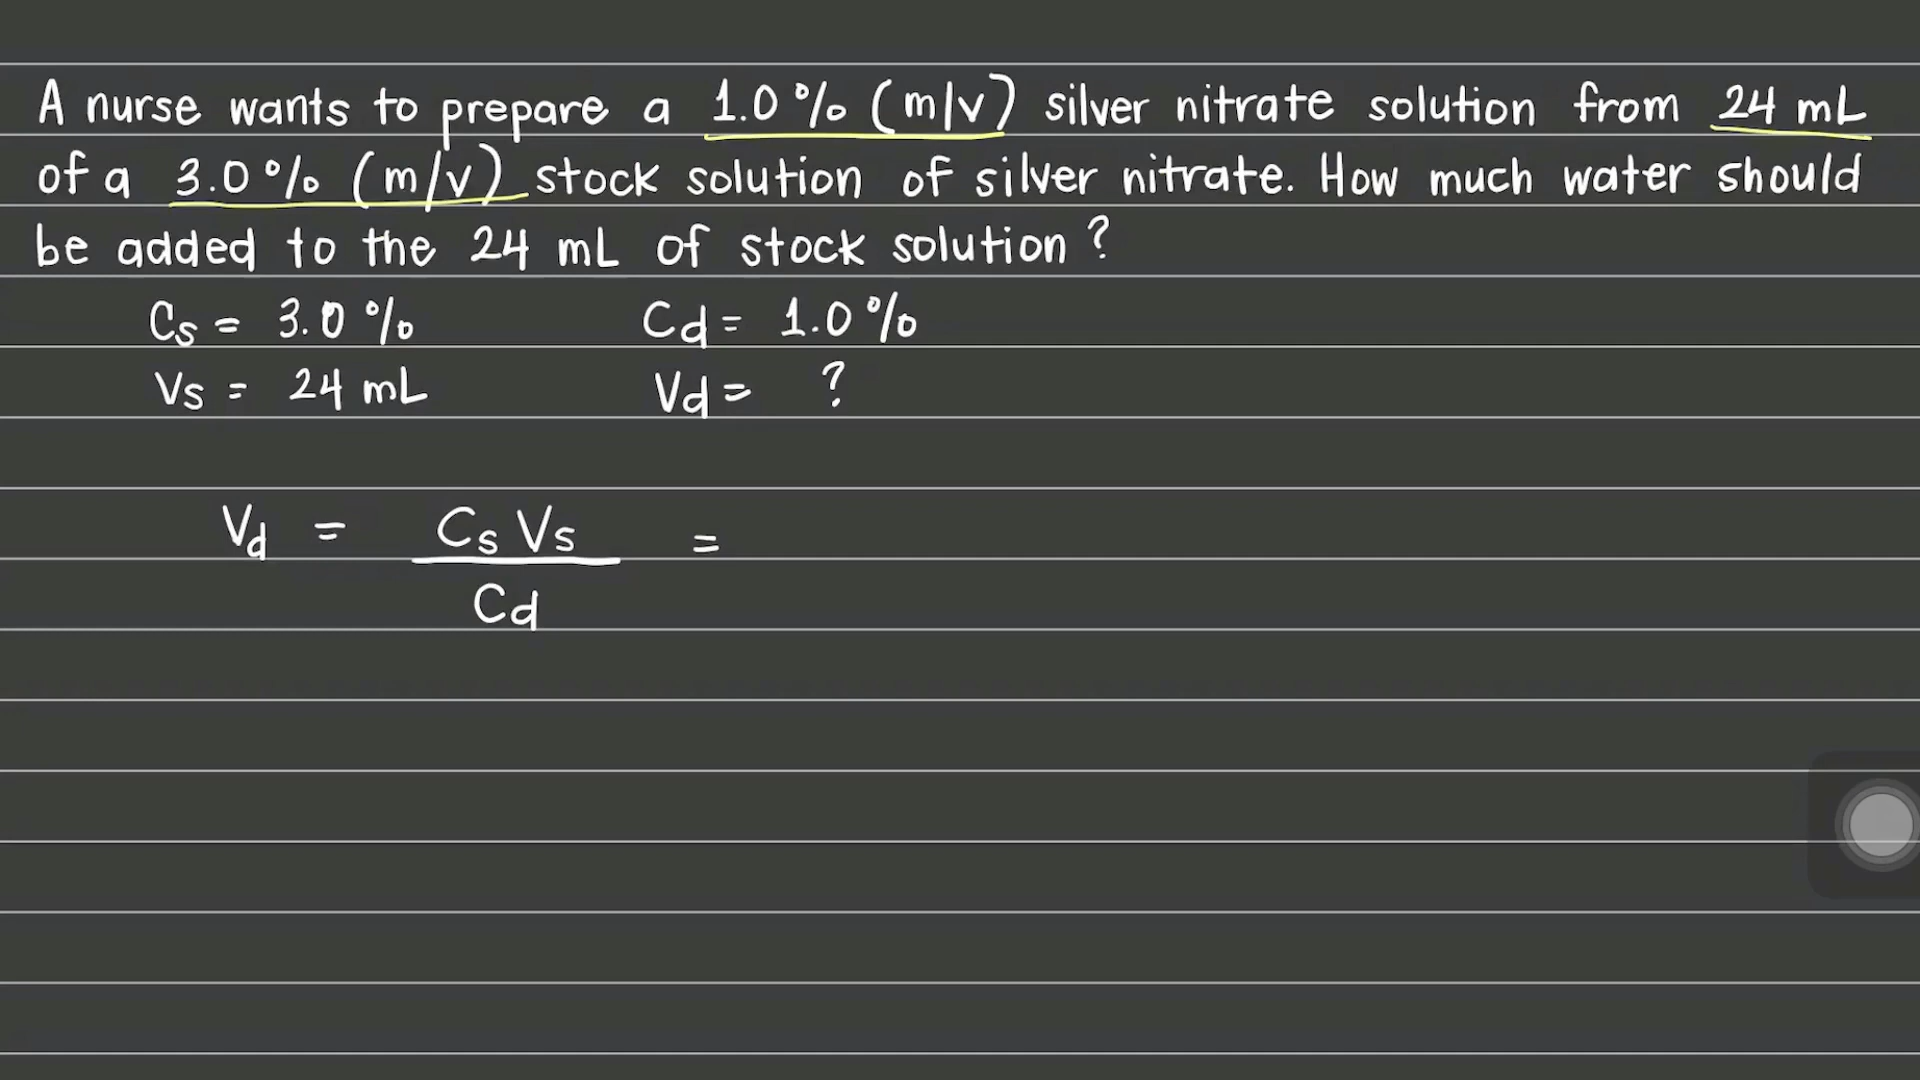 A nurse wants to prepare a 1.0 % (m/v) silver nitrate solution from 24 mL
of a 3.0 % (m/v) stock solution of silver nitrate. How much water should
be added to the 24 mL of stock solution ?
Cs = 3.0 % Cd = 1.0 %
Vs = 24 mL Vd = ?
Vd = Cs Vs =
Cd